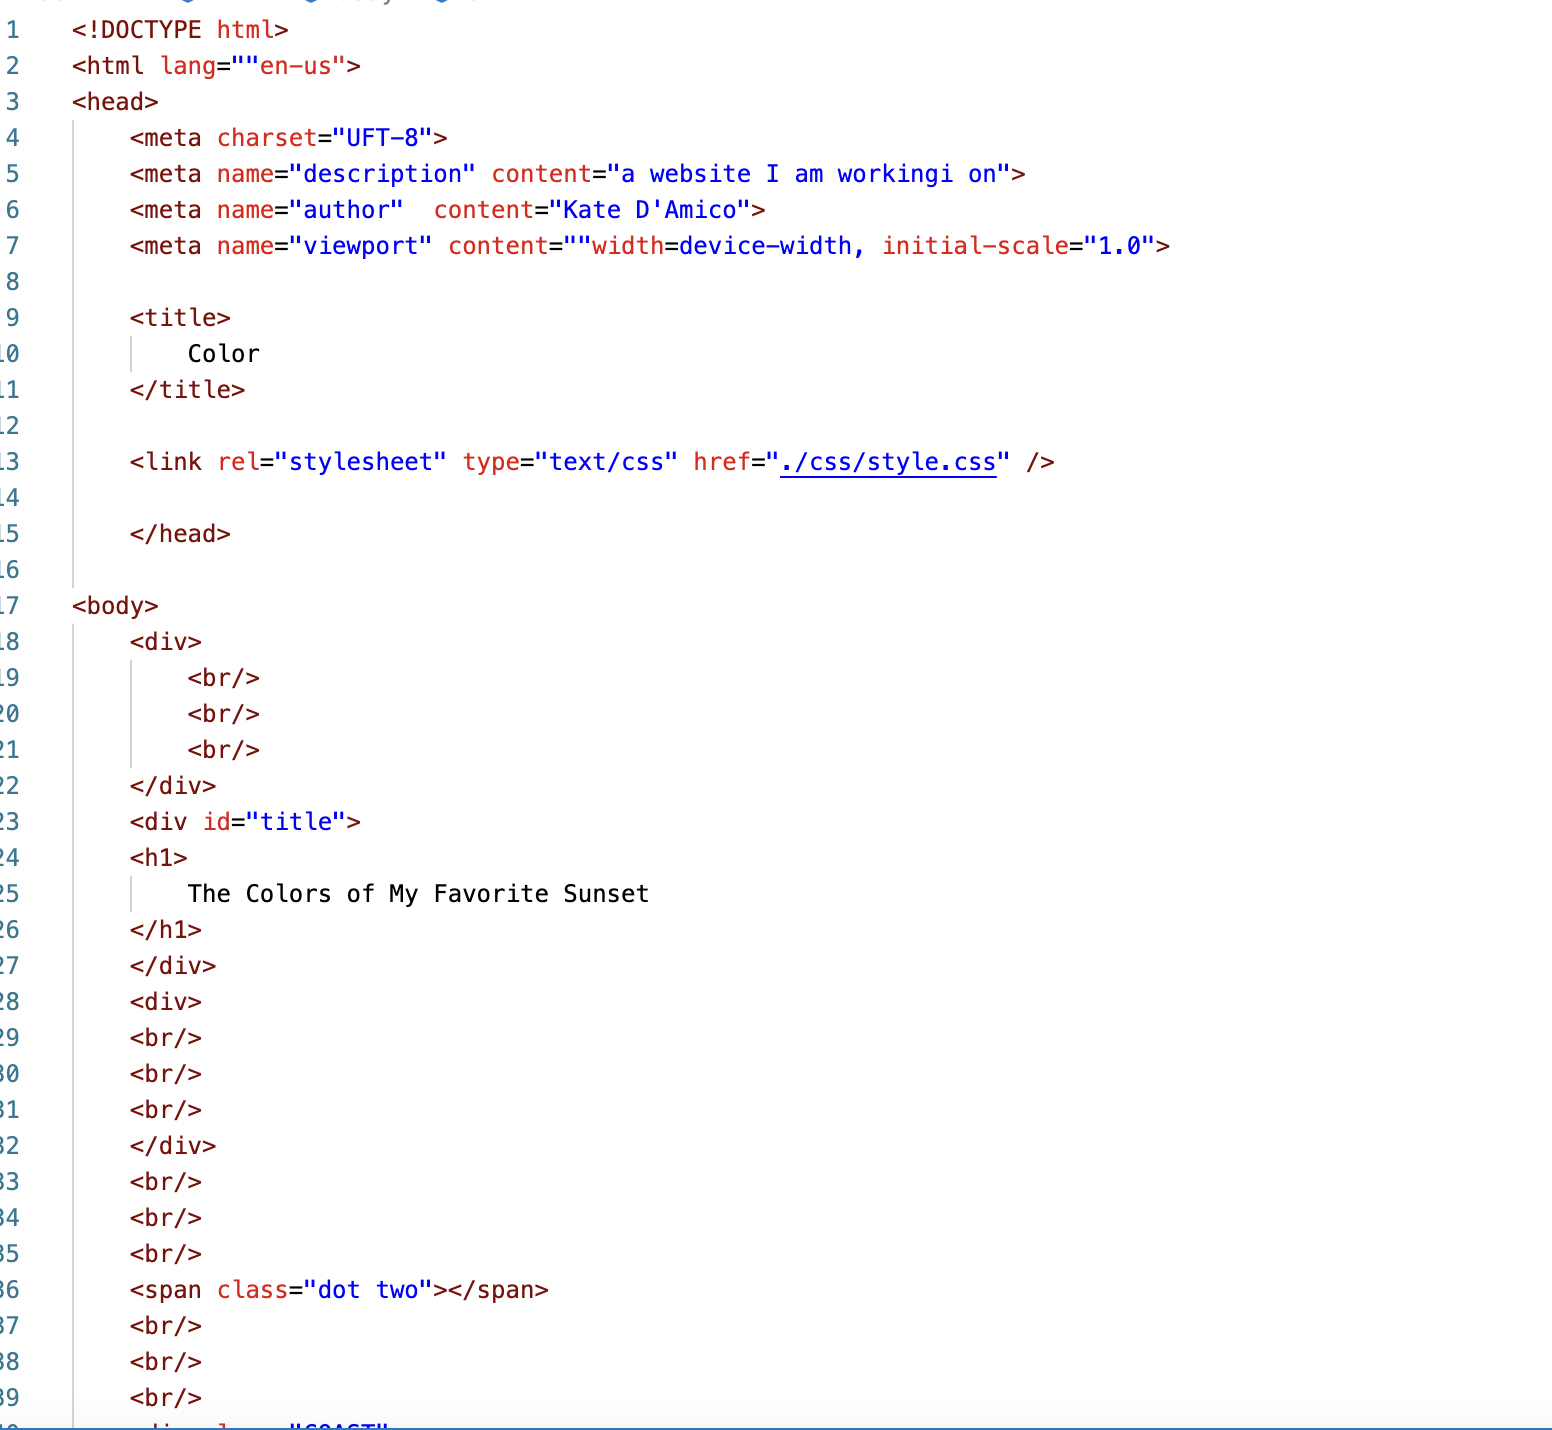 1 <!DOCTYPE html>
2 <html lang=""en-us">
3 <head>
4 <meta charset="UFT-8">
5 <meta name="description" content="a website I am workingi on">
6 <meta name="author"  content="Kate D'Amico">
7 <meta name="viewport" content=""width=device-width, initial-scale="1.0">
8
9 <title>
10 Color
11 </title>
12
13 <link rel="stylesheet" type="text/css" href="./css/style.css" />
14
15 </head>
16
17 <body>
18 <div>
19 <br/>
20 <br/>
21 <br/>
22 </div>
23 <div id="title">
24 <h1>
25 The Colors of My Favorite Sunset
26 </h1>
27 </div>
28 <div>
29 <br/>
30 <br/>
31 <br/>
32 </div>
33 <br/>
34 <br/>
35 <br/>
36 <span class="dot two"></span>
37 <br/>
38 <br/>
39 <br/>